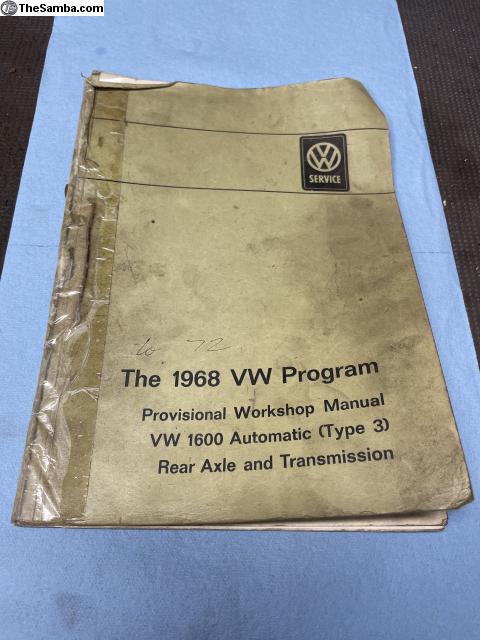 TheSamba.com
VW
SERVICE
to 72
The 1968 VW Program
Provisional Workshop Manual
VW 1600 Automatic (Type 3)
Rear Axle and Transmission